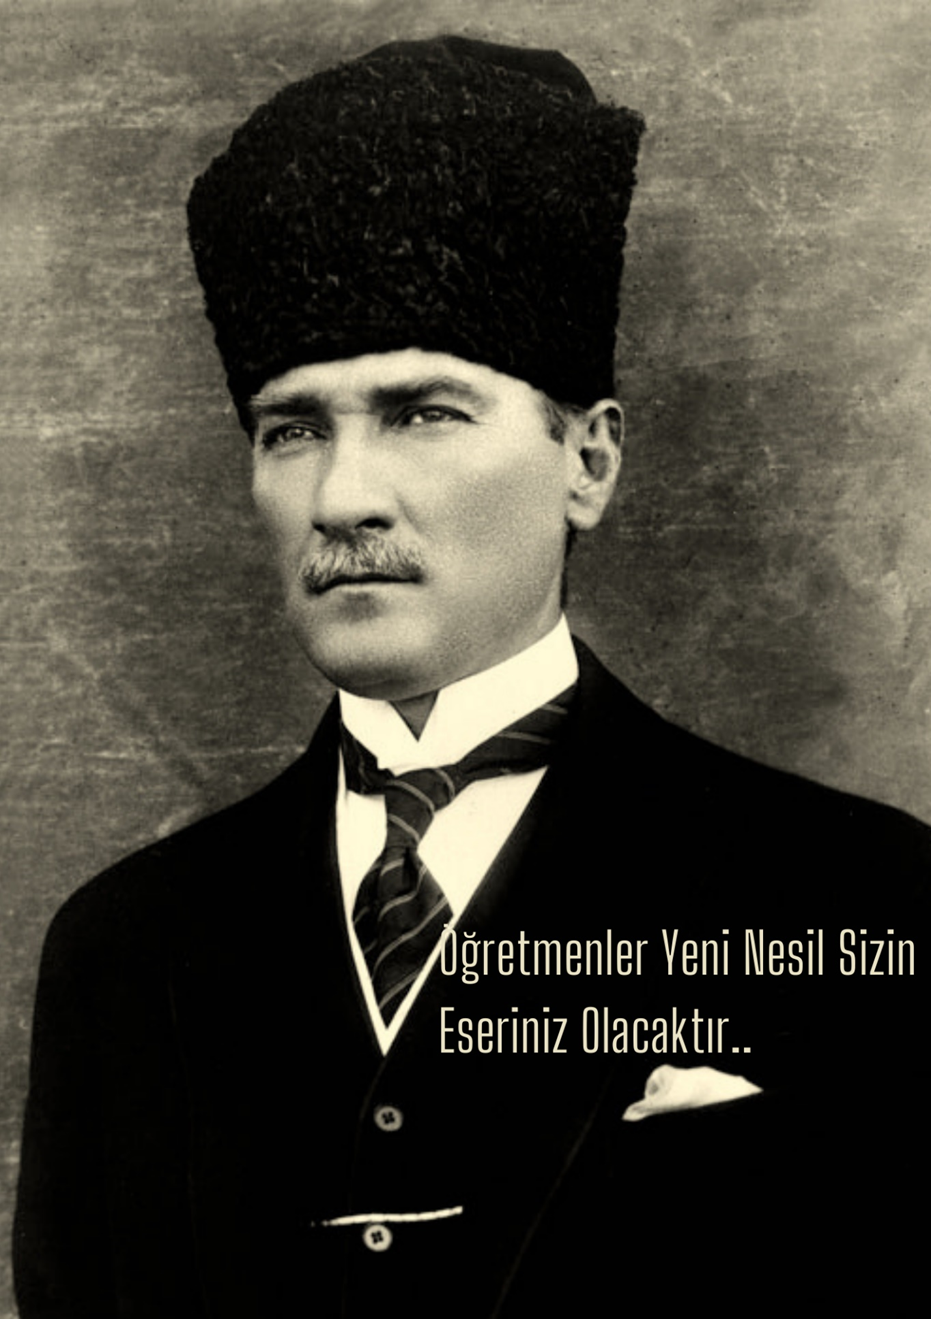 Öğretmenler Yeni Nesil Sizin
Eseriniz Olacaktır..